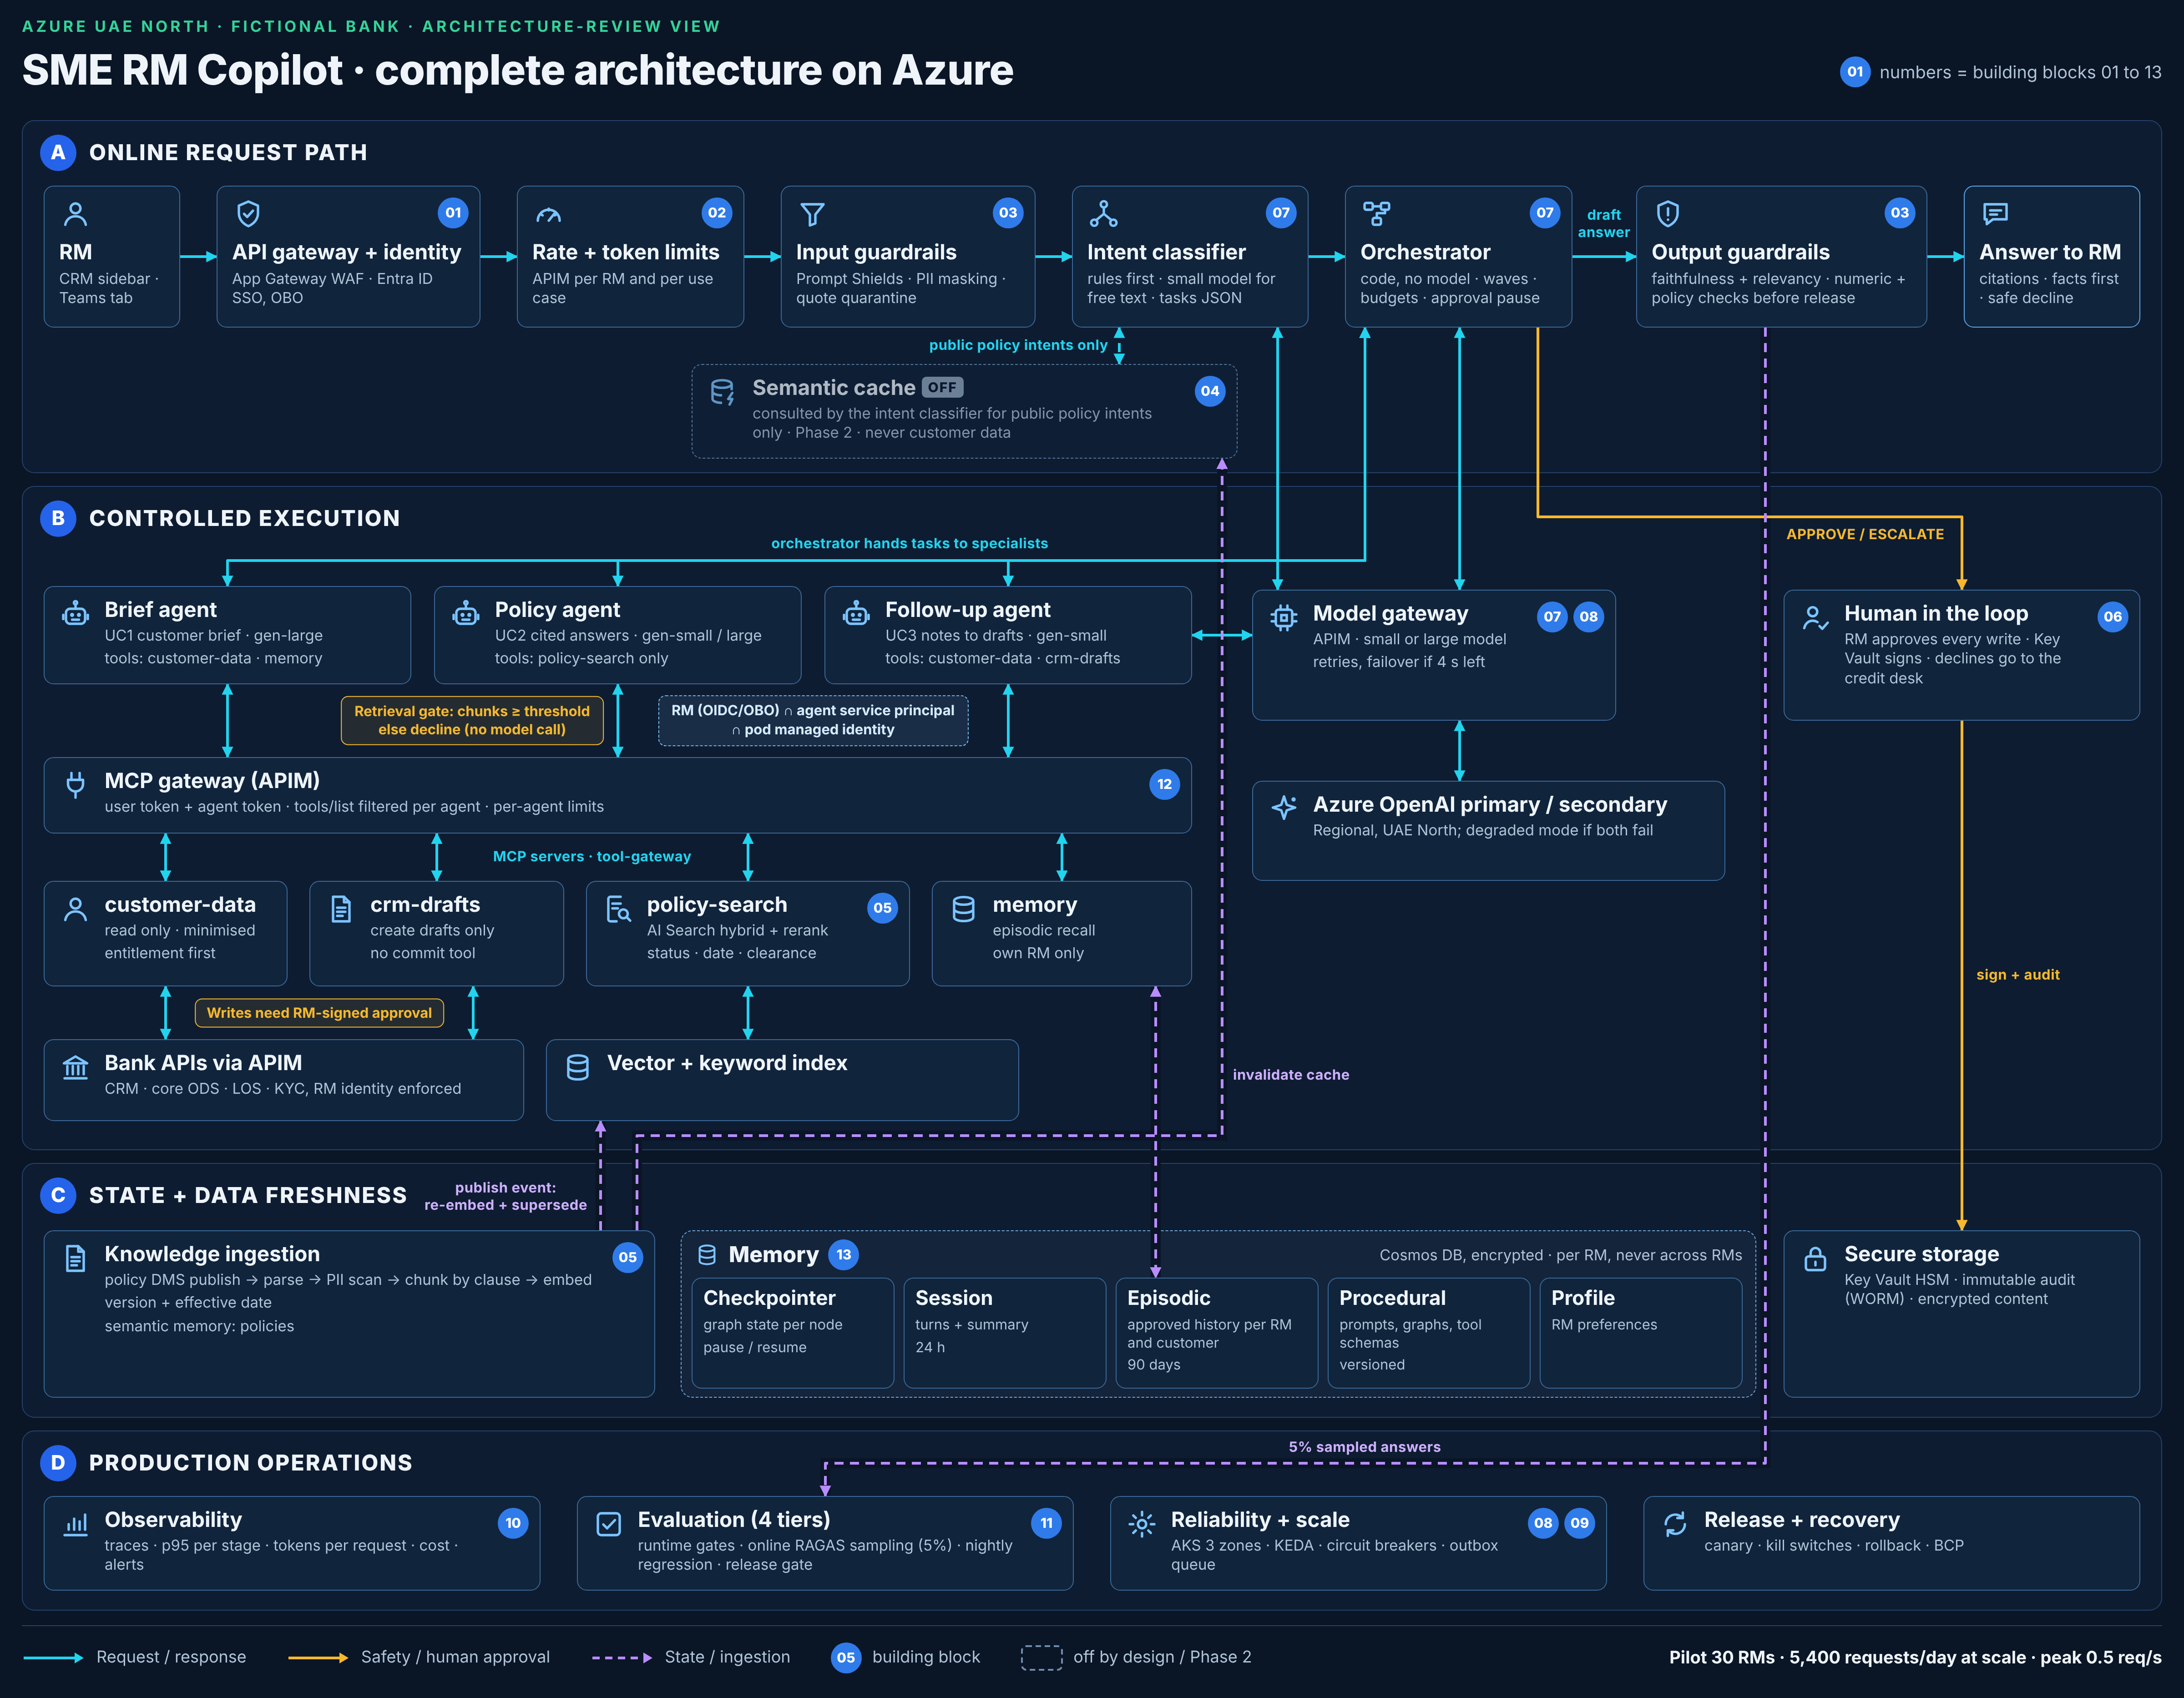 AZURE UAE NORTH · FICTIONAL BANK · ARCHITECTURE-REVIEW VIEW
SME RM Copilot · complete architecture on Azure
01 numbers = building blocks 01 to 13
A ONLINE REQUEST PATH
RM
CRM sidebar ·
Teams tab
01
API gateway + identity
App Gateway WAF · Entra ID
SSO, OBO
02
Rate + token limits
APIM per RM and per use
case
03
Input guardrails
Prompt Shields · PII masking ·
quote quarantine
07
Intent classifier
rules first · small model for
free text · tasks JSON
07
Orchestrator
code, no model · waves ·
budgets · approval pause
draft
answer
03
Output guardrails
faithfulness + relevancy · numeric +
policy checks before release
Answer to RM
citations · facts first
· safe decline
public policy intents only
Semantic cache OFF
04
consulted by the intent classifier for public policy intents
only · Phase 2 · never customer data
B CONTROLLED EXECUTION
orchestrator hands tasks to specialists
APPROVE / ESCALATE
Brief agent
UC1 customer brief · gen-large
tools: customer-data · memory
Policy agent
UC2 cited answers · gen-small / large
tools: policy-search only
Follow-up agent
UC3 notes to drafts · gen-small
tools: customer-data · crm-drafts
Model gateway
07 08
APIM · small or large model
retries, failover if 4 s left
Human in the loop
06
RM approves every write · Key
Vault signs · declines go to the
credit desk
Retrieval gate: chunks ≥ threshold
else decline (no model call)
RM (OIDC/OBO) ∩ agent service principal
∩ pod managed identity
MCP gateway (APIM)
12
user token + agent token · tools/list filtered per agent · per-agent limits
Azure OpenAI primary / secondary
Regional, UAE North; degraded mode if both fail
MCP servers · tool-gateway
customer-data
read only · minimised
entitlement first
crm-drafts
create drafts only
no commit tool
policy-search
05
AI Search hybrid + rerank
status · date · clearance
memory
episodic recall
own RM only
sign + audit
Writes need RM-signed approval
Bank APIs via APIM
CRM · core ODS · LOS · KYC, RM identity enforced
Vector + keyword index
invalidate cache
C STATE + DATA FRESHNESS
publish event:
re-embed + supersede
Knowledge ingestion
05
policy DMS publish → parse → PII scan → chunk by clause → embed
version + effective date
semantic memory: policies
Memory 13
Cosmos DB, encrypted · per RM, never across RMs
Checkpointer
graph state per node
pause / resume
Session
turns + summary
24 h
Episodic
approved history per RM
and customer
90 days
Procedural
prompts, graphs, tool
schemas
versioned
Profile
RM preferences
Secure storage
Key Vault HSM · immutable audit
(WORM) · encrypted content
D PRODUCTION OPERATIONS
5% sampled answers
Observability
10
traces · p95 per stage · tokens per request · cost ·
alerts
Evaluation (4 tiers)
11
runtime gates · online RAGAS sampling (5%) · nightly
regression · release gate
Reliability + scale
08 09
AKS 3 zones · KEDA · circuit breakers · outbox
queue
Release + recovery
canary · kill switches · rollback · BCP
Request / response
Safety / human approval
State / ingestion
05 building block
off by design / Phase 2
Pilot 30 RMs · 5,400 requests/day at scale · peak 0.5 req/s